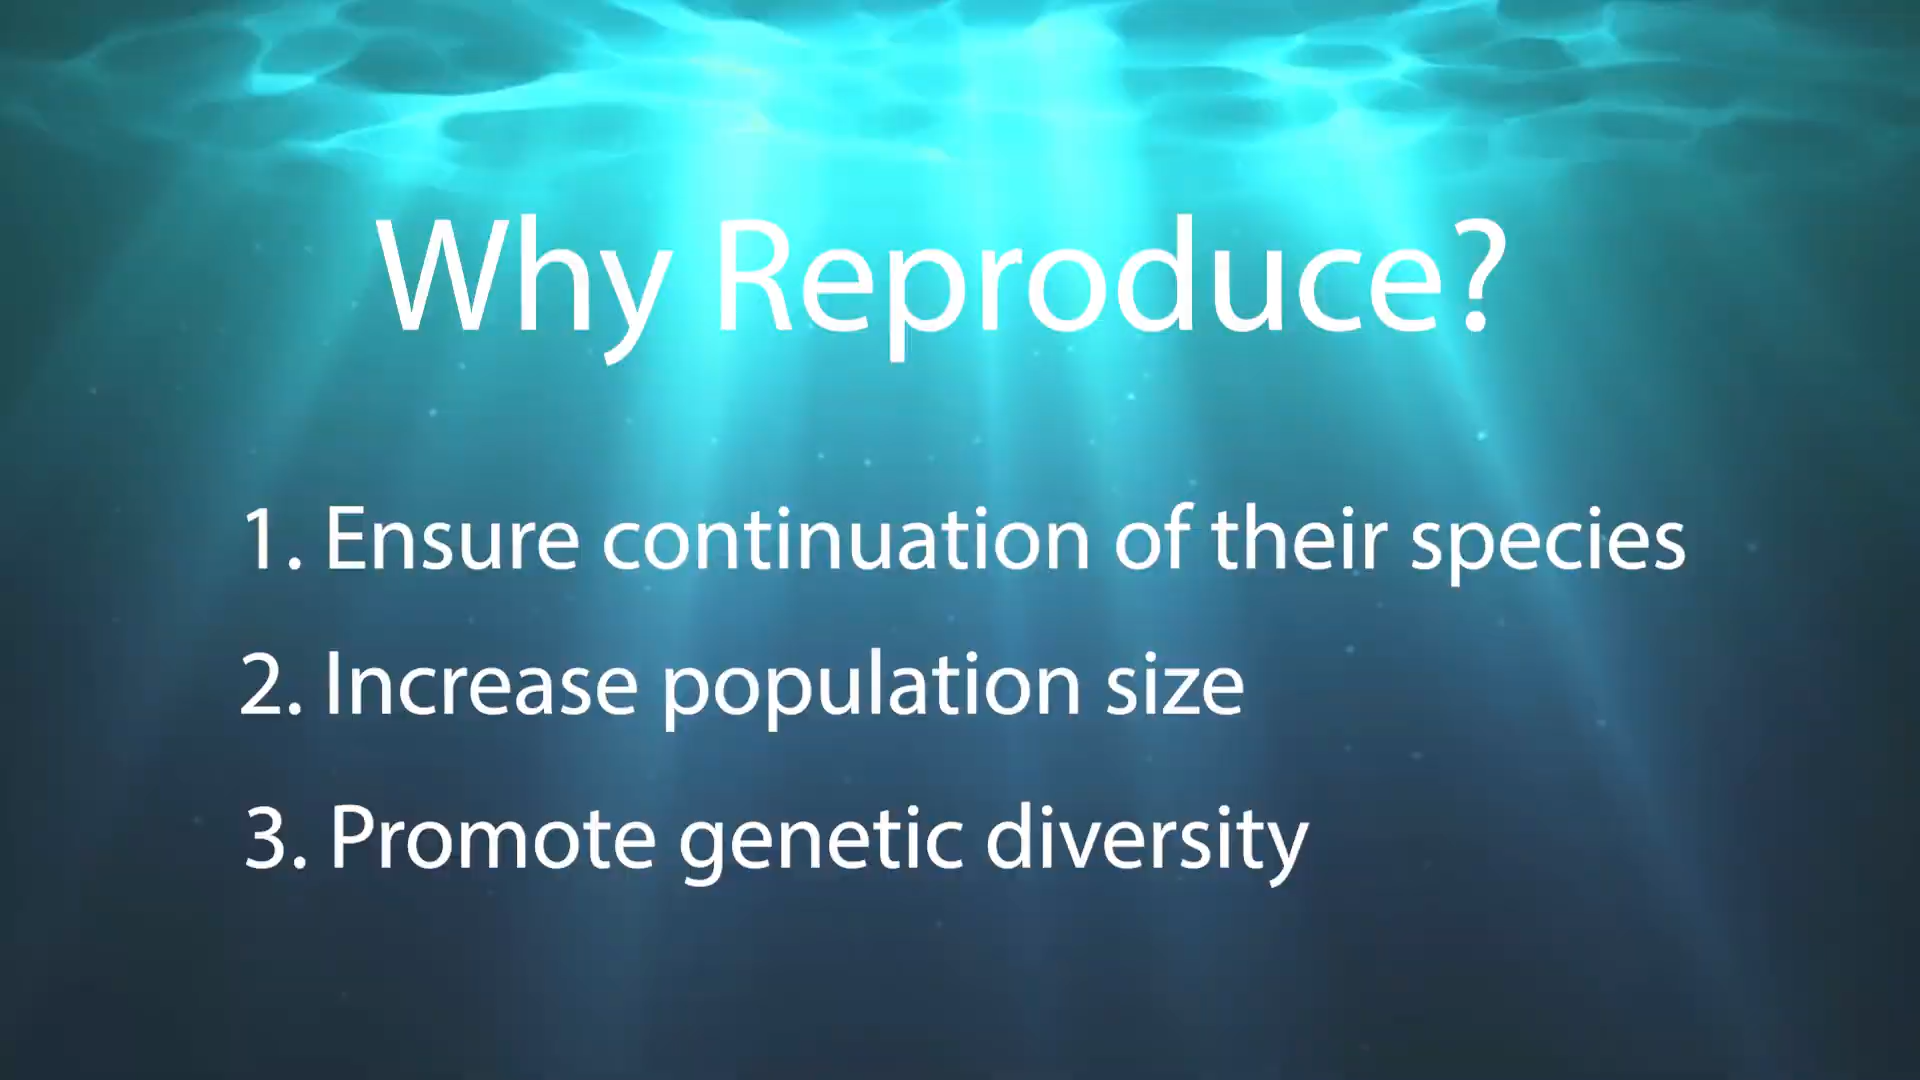 Why Reproduce?
1. Ensure continuation of their species
2. Increase population size
3. Promote genetic diversity